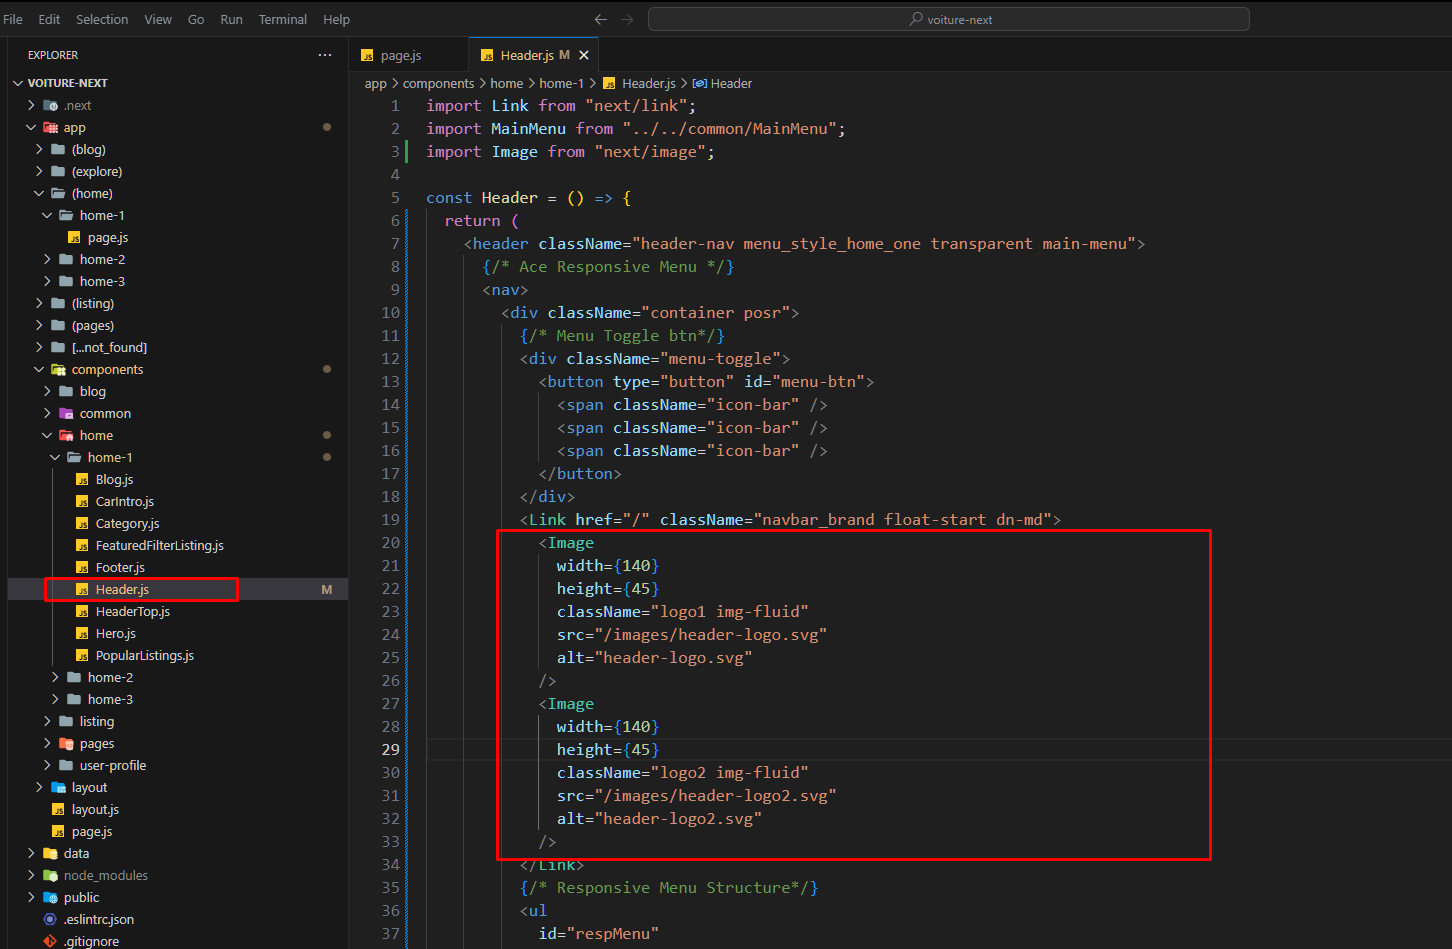 File Edit Selection View Go Run Terminal Help
voiture-next
EXPLORER
VOITURE-NEXT
.next
app
(blog)
(explore)
(home)
home-1
page.js
home-2
home-3
(listing)
(pages)
[...not_found]
components
blog
common
home
home-1
Blog.js
CarIntro.js
Category.js
FeaturedFilterListing.js
Footer.js
Header.js M
HeaderTop.js
Hero.js
PopularListings.js
home-2
home-3
listing
pages
user-profile
layout
layout.js
page.js
data
node_modules
public
.eslintrc.json
.gitignore
page.js Header.js M
app > components > home > home-1 > Header.js > Header
1 import Link from "next/link";
2 import MainMenu from "../../common/MainMenu";
3 import Image from "next/image";
4
5 const Header = () => {
6 return (
7 <header className="header-nav menu_style_home_one transparent main-menu">
8 {/* Ace Responsive Menu */}
9 <nav>
10 <div className="container posr">
11 {/* Menu Toggle btn*/}
12 <div className="menu-toggle">
13 <button type="button" id="menu-btn">
14 <span className="icon-bar" />
15 <span className="icon-bar" />
16 <span className="icon-bar" />
17 </button>
18 </div>
19 <Link href="/" className="navbar_brand float-start dn-md">
20 <Image
21 width={140}
22 height={45}
23 className="logo1 img-fluid"
24 src="/images/header-logo.svg"
25 alt="header-logo.svg"
26 />
27 <Image
28 width={140}
29 height={45}
30 className="logo2 img-fluid"
31 src="/images/header-logo2.svg"
32 alt="header-logo2.svg"
33 />
34 </Link>
35 {/* Responsive Menu Structure*/}
36 <ul
37 id="respMenu"